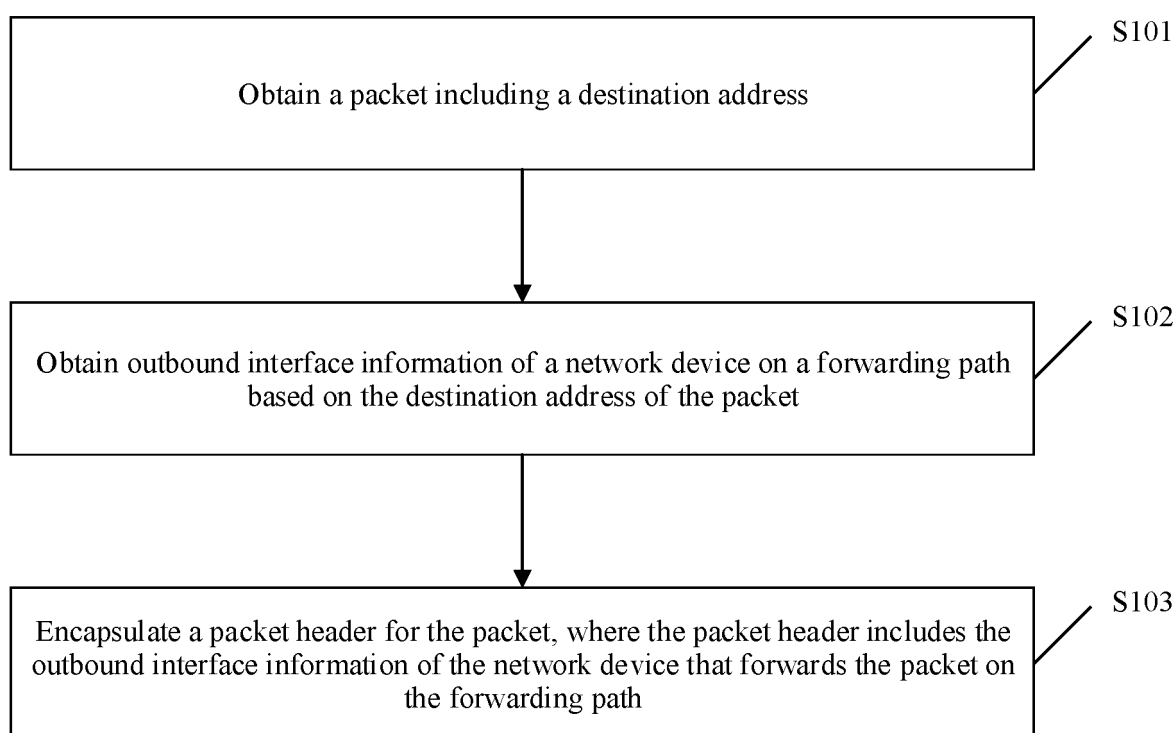 S101
Obtain a packet including a destination address
S102
Obtain outbound interface information of a network device on a forwarding path
based on the destination address of the packet
S103
Encapsulate a packet header for the packet, where the packet header includes the
outbound interface information of the network device that forwards the packet on
the forwarding path